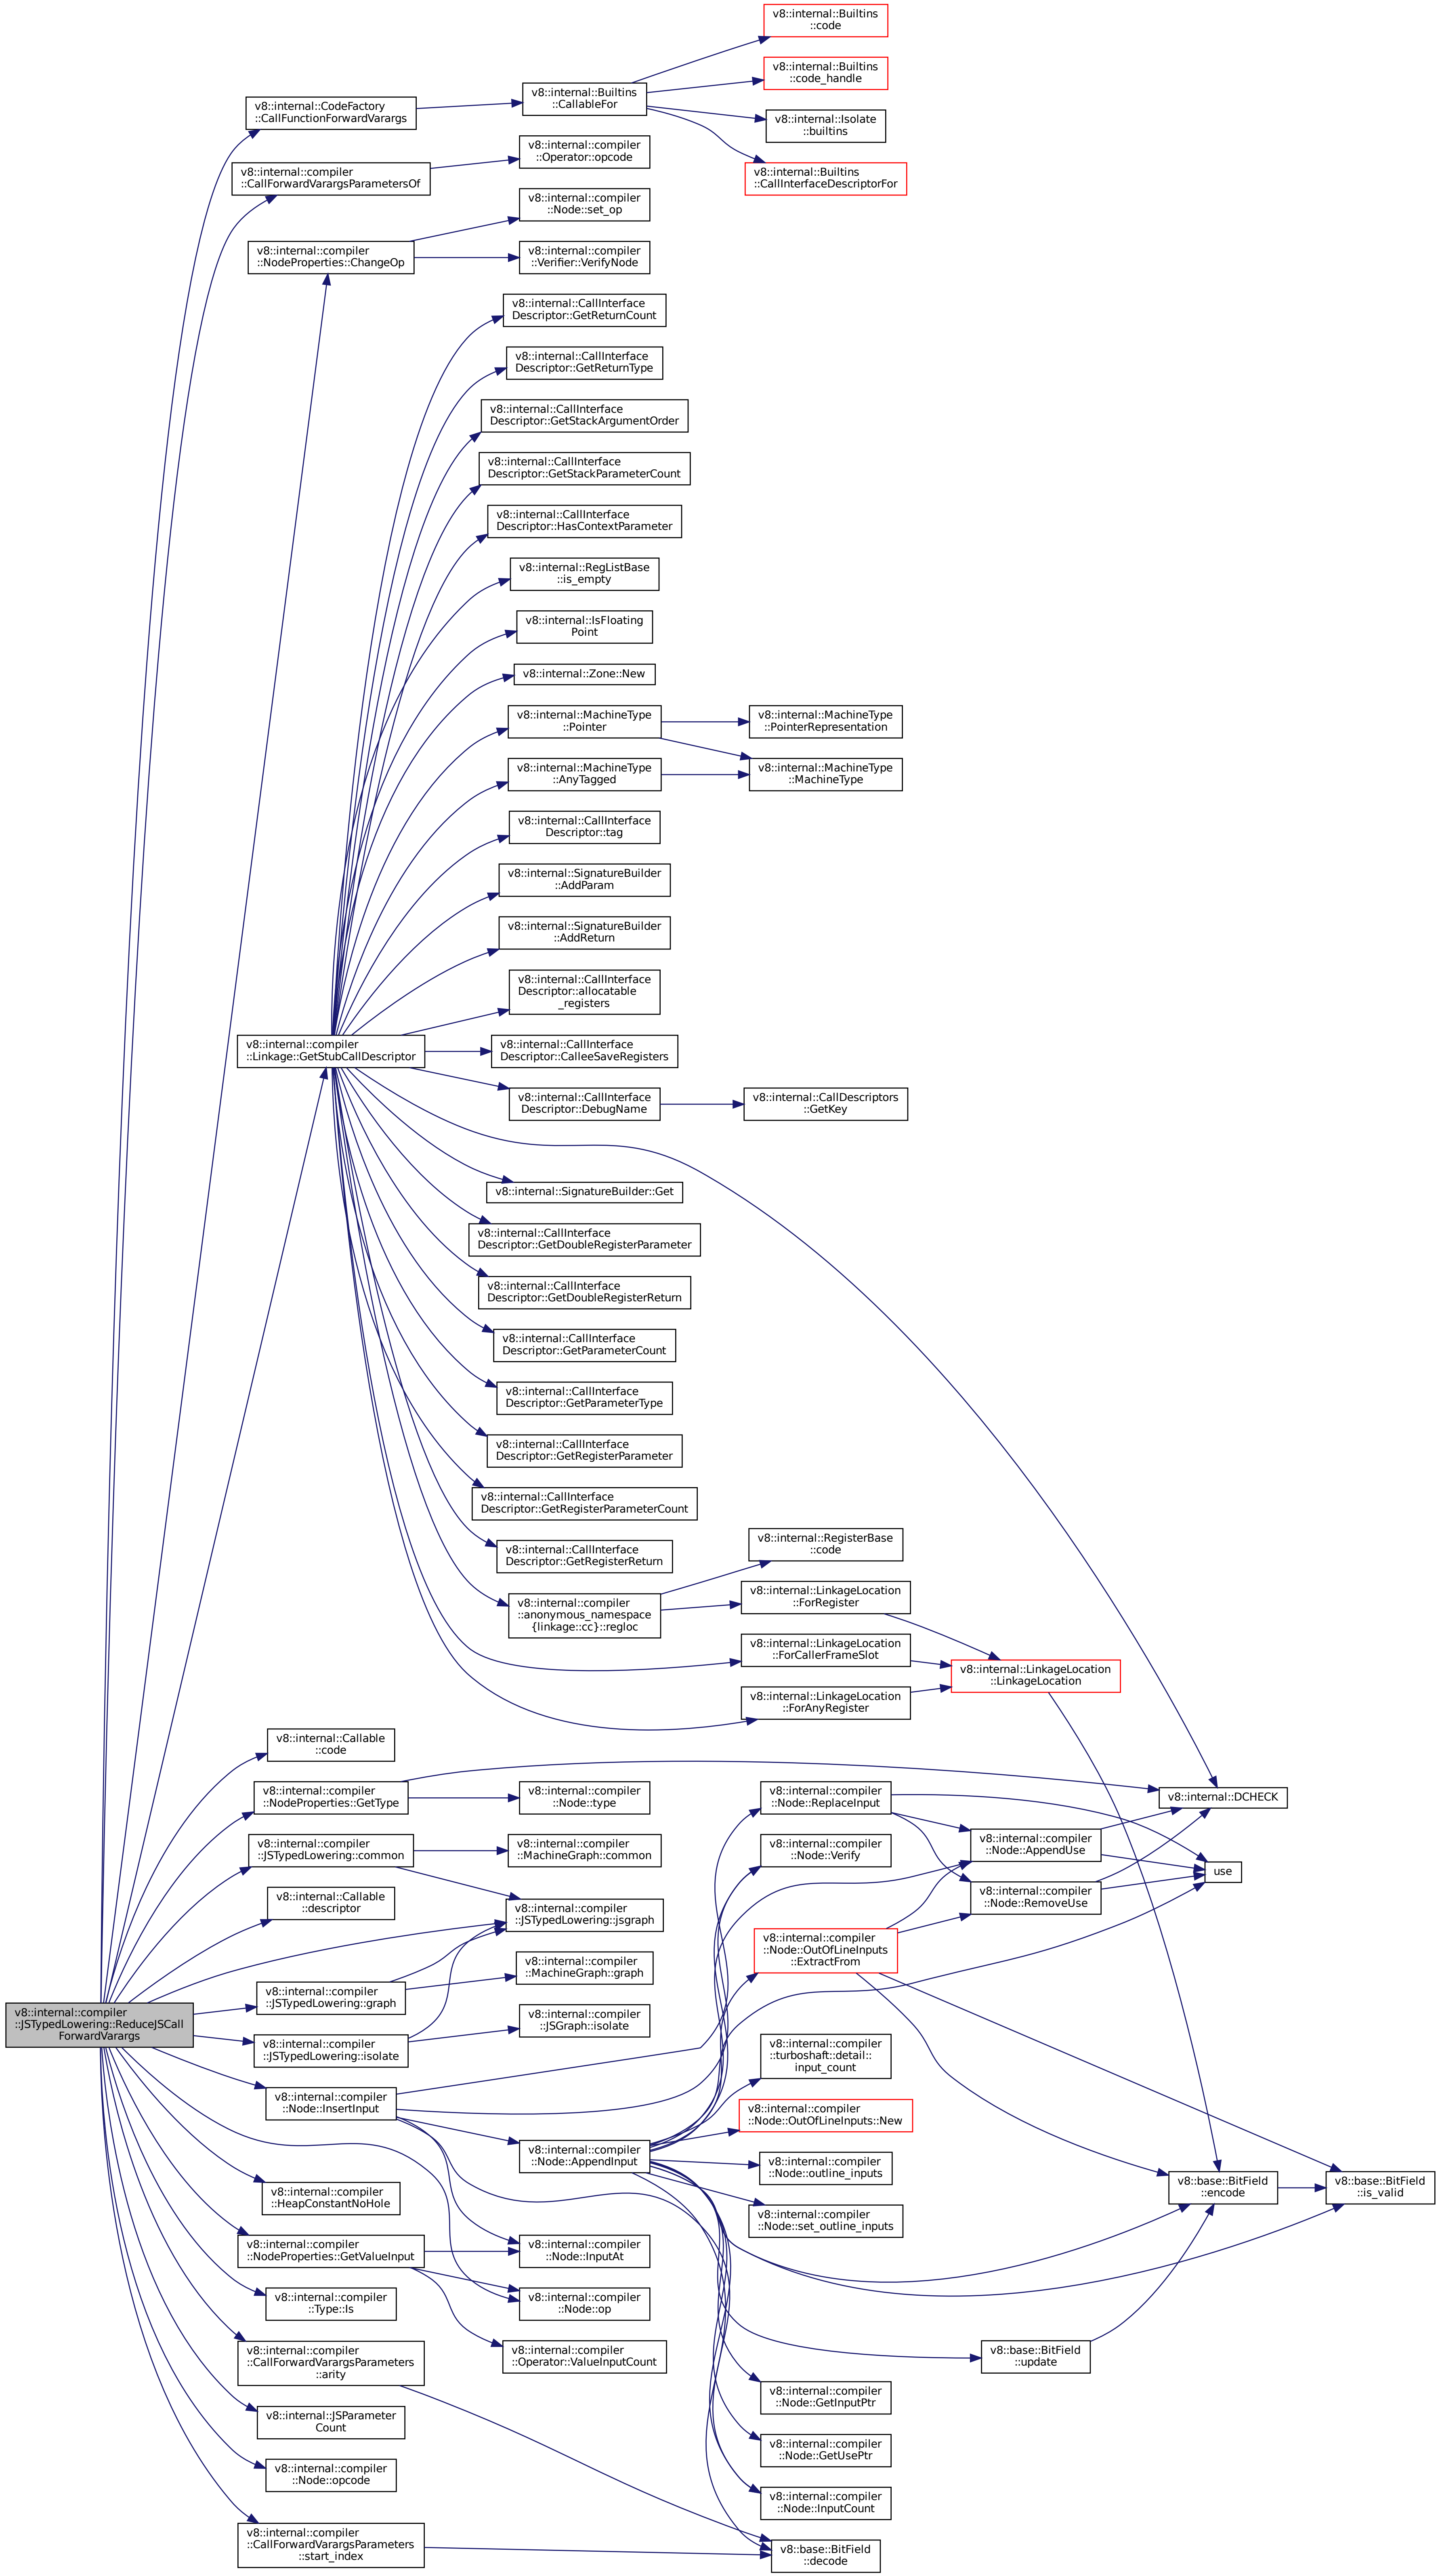 v8::internal::Builtins
::code
v8::internal::Builtins
::code_handle
v8::internal::CodeFactory
::CallFunctionForwardVarargs
v8::internal::Builtins
::CallableFor
v8::internal::Isolate
::builtins
v8::internal::compiler
::CallForwardVarargsParametersOf
v8::internal::compiler
::Operator::opcode
v8::internal::Builtins
::CallInterfaceDescriptorFor
v8::internal::compiler
::Node::set_op
v8::internal::compiler
::NodeProperties::ChangeOp
v8::internal::compiler
::Verifier::VerifyNode
v8::internal::CallInterface
Descriptor::GetReturnCount
v8::internal::CallInterface
Descriptor::GetReturnType
v8::internal::CallInterface
Descriptor::GetStackArgumentOrder
v8::internal::CallInterface
Descriptor::GetStackParameterCount
v8::internal::CallInterface
Descriptor::HasContextParameter
v8::internal::RegListBase
::is_empty
v8::internal::IsFloating
Point
v8::internal::Zone::New
v8::internal::MachineType
::Pointer
v8::internal::MachineType
::PointerRepresentation
v8::internal::MachineType
::AnyTagged
v8::internal::MachineType
::MachineType
v8::internal::CallInterface
Descriptor::tag
v8::internal::SignatureBuilder
::AddParam
v8::internal::SignatureBuilder
::AddReturn
v8::internal::CallInterface
Descriptor::allocatable
_registers
v8::internal::compiler
::Linkage::GetStubCallDescriptor
v8::internal::CallInterface
Descriptor::CalleeSaveRegisters
v8::internal::CallInterface
Descriptor::DebugName
v8::internal::CallDescriptors
::GetKey
v8::internal::SignatureBuilder::Get
v8::internal::CallInterface
Descriptor::GetDoubleRegisterParameter
v8::internal::CallInterface
Descriptor::GetDoubleRegisterReturn
v8::internal::CallInterface
Descriptor::GetParameterCount
v8::internal::CallInterface
Descriptor::GetParameterType
v8::internal::CallInterface
Descriptor::GetRegisterParameter
v8::internal::CallInterface
Descriptor::GetRegisterParameterCount
v8::internal::CallInterface
Descriptor::GetRegisterReturn
v8::internal::RegisterBase
::code
v8::internal::compiler
::anonymous_namespace
{linkage::cc}::regloc
v8::internal::LinkageLocation
::ForRegister
v8::internal::LinkageLocation
::ForCallerFrameSlot
v8::internal::LinkageLocation
::LinkageLocation
v8::internal::LinkageLocation
::ForAnyRegister
v8::internal::Callable
::code
v8::internal::compiler
::NodeProperties::GetType
v8::internal::compiler
::Node::type
v8::internal::compiler
::Node::ReplaceInput
v8::internal::DCHECK
v8::internal::compiler
::JSTypedLowering::common
v8::internal::compiler
::MachineGraph::common
v8::internal::compiler
::Node::Verify
v8::internal::compiler
::Node::AppendUse
use
v8::internal::Callable
::descriptor
v8::internal::compiler
::JSTypedLowering::jsgraph
v8::internal::compiler
::Node::RemoveUse
v8::internal::compiler
::Node::OutOfLineInputs
::ExtractFrom
v8::internal::compiler
::JSTypedLowering::graph
v8::internal::compiler
::MachineGraph::graph
v8::internal::compiler
::JSTypedLowering::ReduceJSCall
ForwardVarargs
v8::internal::compiler
::JSTypedLowering::isolate
v8::internal::compiler
::JSGraph::isolate
v8::internal::compiler
::turboshaft::detail::
input_count
v8::internal::compiler
::Node::InsertInput
v8::internal::compiler
::Node::OutOfLineInputs::New
v8::internal::compiler
::Node::AppendInput
v8::internal::compiler
::Node::outline_inputs
v8::internal::compiler
::HeapConstantNoHole
v8::internal::compiler
::Node::set_outline_inputs
v8::base::BitField
::encode
v8::base::BitField
::is_valid
v8::internal::compiler
::NodeProperties::GetValueInput
v8::internal::compiler
::Node::InputAt
v8::internal::compiler
::Type::Is
v8::internal::compiler
::Node::op
v8::internal::compiler
::CallForwardVarargsParameters
::arity
v8::internal::compiler
::Operator::ValueInputCount
v8::base::BitField
::update
v8::internal::compiler
::Node::GetInputPtr
v8::internal::JSParameter
Count
v8::internal::compiler
::Node::GetUsePtr
v8::internal::compiler
::Node::opcode
v8::internal::compiler
::Node::InputCount
v8::internal::compiler
::CallForwardVarargsParameters
::start_index
v8::base::BitField
::decode